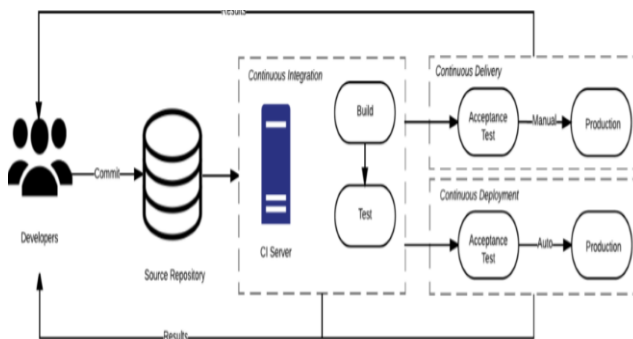 Results
Continuous Integration
Continuous Delivery
Build
Acceptance
Test
Manual
Production
Commit
Test
Continuous Deployment
Developers
CI Server
Acceptance
Test
Auto
Production
Source Repository
Results